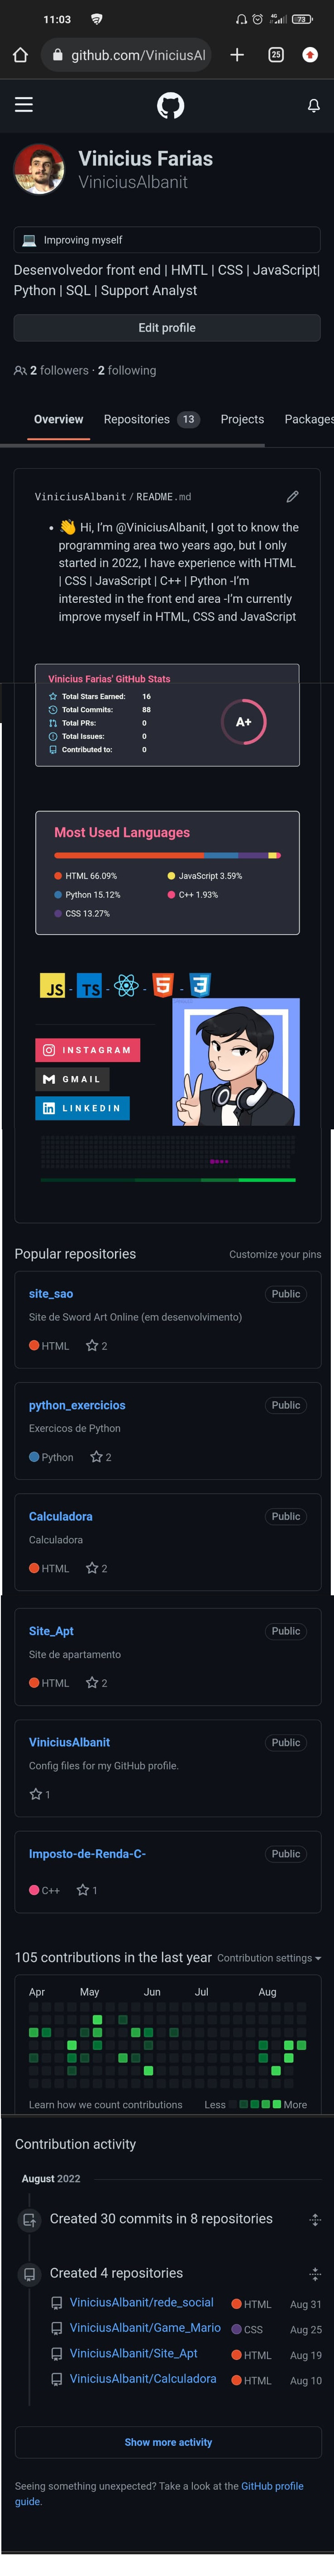 11:03
4G
73
github.com/ViniciusAl
25
Vinicius Farias
ViniciusAlbanit
Improving myself
Desenvolvedor front end | HMTL | CSS | JavaScript|
Python | SQL | Support Analyst
Edit profile
2 followers · 2 following
Overview Repositories 13 Projects Packages
ViniciusAlbanit / README.md
• 👋 Hi, I'm @ViniciusAlbanit, I got to know the
programming area two years ago, but I only
started in 2022, I have experience with HTML
| CSS | JavaScript | C++ | Python -I'm
interested in the front end area -I'm currently
improve myself in HTML, CSS and JavaScript
Vinicius Farias' GitHub Stats
Total Stars Earned: 16
Total Commits: 88
Total PRs: 0
Total Issues: 0
Contributed to: 0
A+
Most Used Languages
HTML 66.09% JavaScript 3.59%
Python 15.12% C++ 1.93%
CSS 13.27%
JS - TS - - 5 - 3
INSTAGRAM
GMAIL
LINKEDIN
Popular repositories Customize your pins
site_sao Public
Site de Sword Art Online (em desenvolvimento)
HTML 2
python_exercicios Public
Exercicos de Python
Python 2
Calculadora Public
Calculadora
HTML 2
Site_Apt Public
Site de apartamento
HTML 2
ViniciusAlbanit Public
Config files for my GitHub profile.
1
Imposto-de-Renda-C- Public
C++ 1
105 contributions in the last year Contribution settings
Apr May Jun Jul Aug
Learn how we count contributions Less More
Contribution activity
August 2022
Created 30 commits in 8 repositories
Created 4 repositories
ViniciusAlbanit/rede_social HTML Aug 31
ViniciusAlbanit/Game_Mario CSS Aug 25
ViniciusAlbanit/Site_Apt HTML Aug 19
ViniciusAlbanit/Calculadora HTML Aug 10
Show more activity
Seeing something unexpected? Take a look at the GitHub profile
guide.